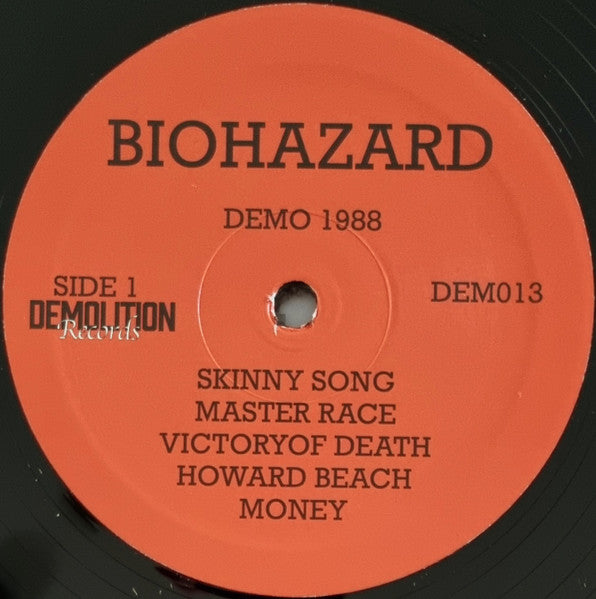 BIOHAZARD
DEMO 1988
SIDE 1
DEMOLITION
Records
DEM013
SKINNY SONG
MASTER RACE
VICTORYOF DEATH
HOWARD BEACH
MONEY